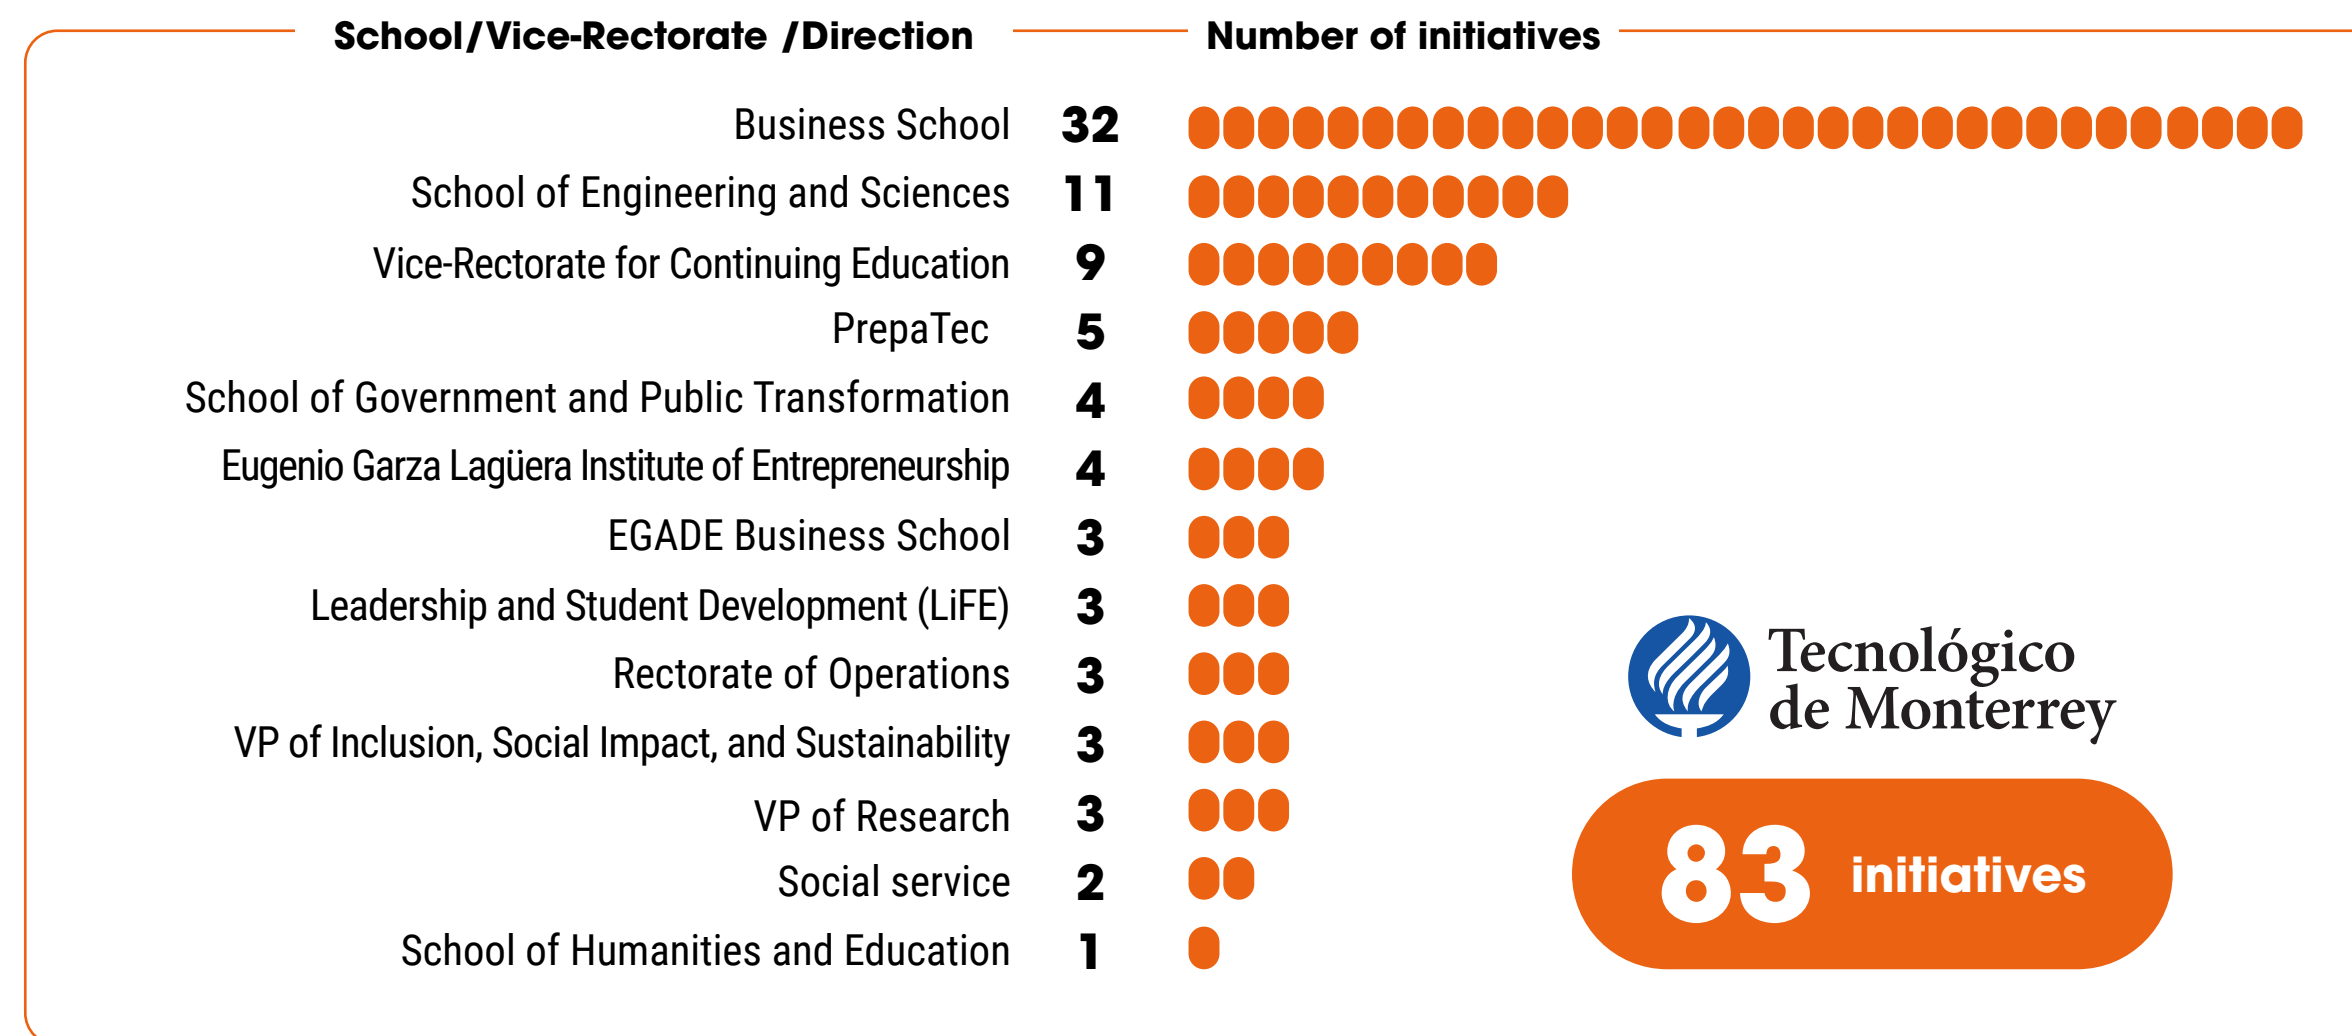 School/Vice-Rectorate /Direction Number of initiatives
Business School 32
School of Engineering and Sciences 11
Vice-Rectorate for Continuing Education 9
PrepaTec 5
School of Government and Public Transformation 4
Eugenio Garza Lagüera Institute of Entrepreneurship 4
EGADE Business School 3
Leadership and Student Development (LiFE) 3
Rectorate of Operations 3
VP of Inclusion, Social Impact, and Sustainability 3
VP of Research 3
Social service 2
School of Humanities and Education 1
Tecnológico
de Monterrey
83 initiatives